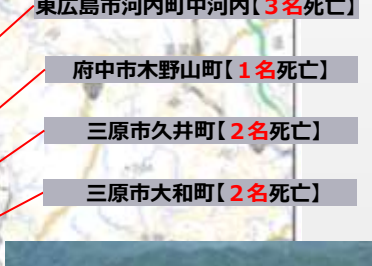 東広島市河内町中河内【３名死亡】
府中市木野山町【１名死亡】
三原市久井町【２名死亡】
三原市大和町【２名死亡】